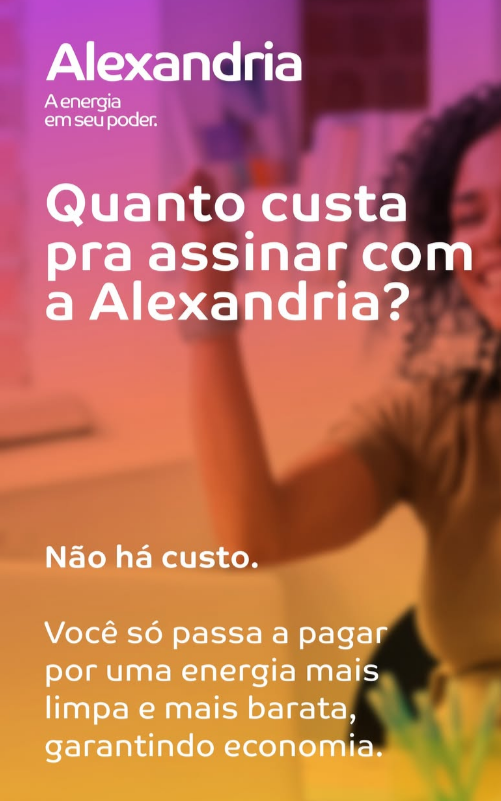 Alexandria
A energia
em seu poder.
Quanto custa
pra assinar com
a Alexandria?
Não há custo.
Você só passa a pagar
por uma energia mais
limpa e mais barata,
garantindo economia.